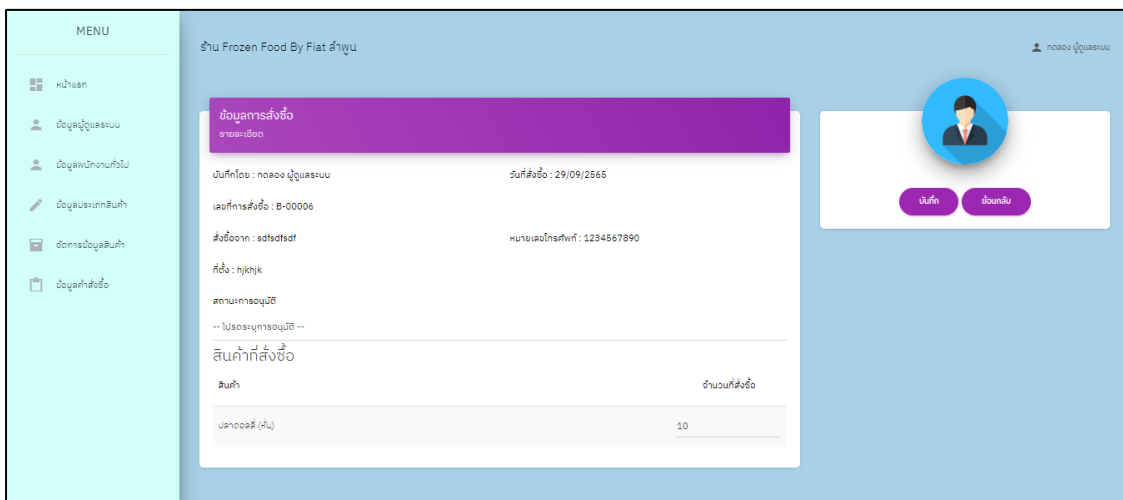 MENU
หน้าแรก
ข้อมูลผู้ดูแลระบบ
ข้อมูลพนักงานทั่วไป
ข้อมูลประเภทสินค้า
จัดการข้อมูลสินค้า
ข้อมูลคำสั่งซื้อ
ร้าน Frozen Food By Fiat ลำพูน
ทดลอง ผู้ดูแลระบบ
ข้อมูลการสั่งซื้อ
รายละเอียด
บันทึกโดย : ทดลอง ผู้ดูแลระบบ
วันที่สั่งซื้อ : 29/09/2565
เลขที่การสั่งซื้อ : B-00006
สั่งซื้อจาก : sdfsdfsdf
หมายเลขโทรศัพท์ : 1234567890
ที่ตั้ง : hjkhjk
สถานะการอนุมัติ
-- โปรดระบุการอนุมัติ --
สินค้าที่สั่งซื้อ
สินค้า
จำนวนที่สั่งซื้อ
ปลาดอลลี่ (หั่น)
10
บันทึก
ย้อนกลับ